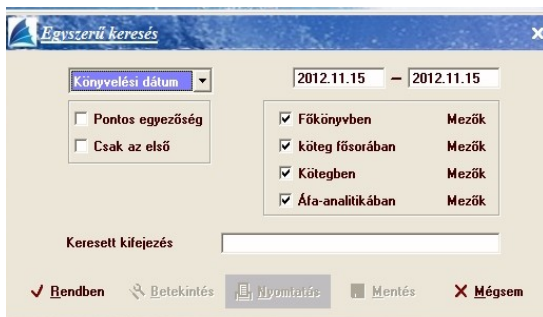 Egyszerű keresés
Könyvelési dátum 2012.11.15 – 2012.11.15
Pontos egyezőség
Csak az első
Főkönyvben Mezők
köteg fősorában Mezők
Kötegben Mezők
Áfa-analitikában Mezők
Keresett kifejezés
Rendben Betekintés Nyomtatás Mentés Mégsem